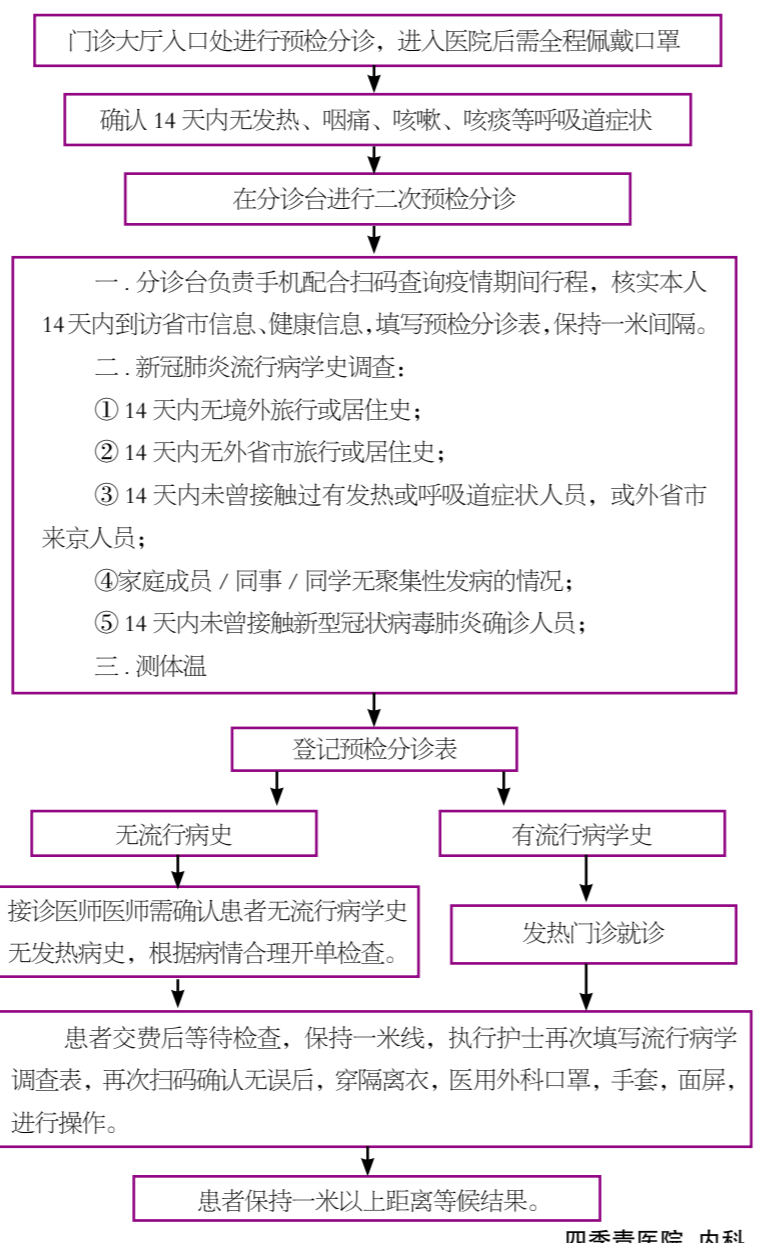 门诊大厅入口处进行预检分诊，进入医院后需全程佩戴口罩
确认 14 天内无发热、咽痛、咳嗽、咳痰等呼吸道症状
在分诊台进行二次预检分诊
一 . 分诊台负责手机配合扫码查询疫情期间行程，核实本人
14天内到访省市信息、健康信息，填写预检分诊表，保持一米间隔。
二 . 新冠肺炎流行病学史调查：
① 14 天内无境外旅行或居住史；
② 14 天内无外省市旅行或居住史；
③ 14 天内未曾接触过有发热或呼吸道症状人员，或外省市
来京人员；
④家庭成员 / 同事 / 同学无聚集性发病的情况；
⑤ 14 天内未曾接触新型冠状病毒肺炎确诊人员；
三 . 测体温
登记预检分诊表
无流行病史
有流行病学史
接诊医师医师需确认患者无流行病学史
无发热病史，根据病情合理开单检查。
发热门诊就诊
患者交费后等待检查，保持一米线，执行护士再次填写流行病学
调查表，再次扫码确认无误后，穿隔离衣，医用外科口罩，手套，面屏，
进行操作。
患者保持一米以上距离等候结果。
四季青医院 内科